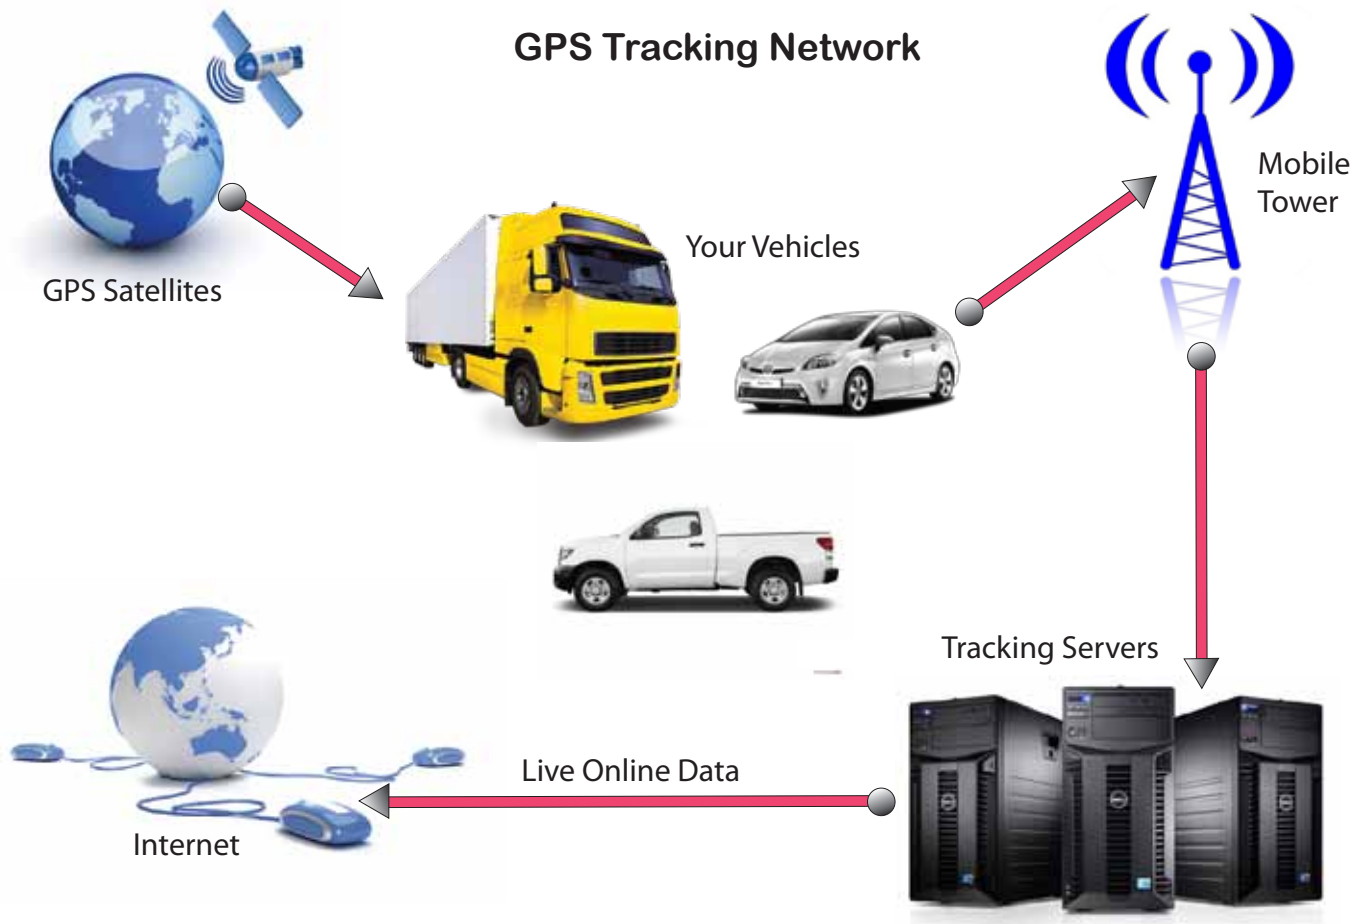 GPS Tracking Network
Mobile
Tower
Your Vehicles
GPS Satellites
Tracking Servers
Live Online Data
Internet